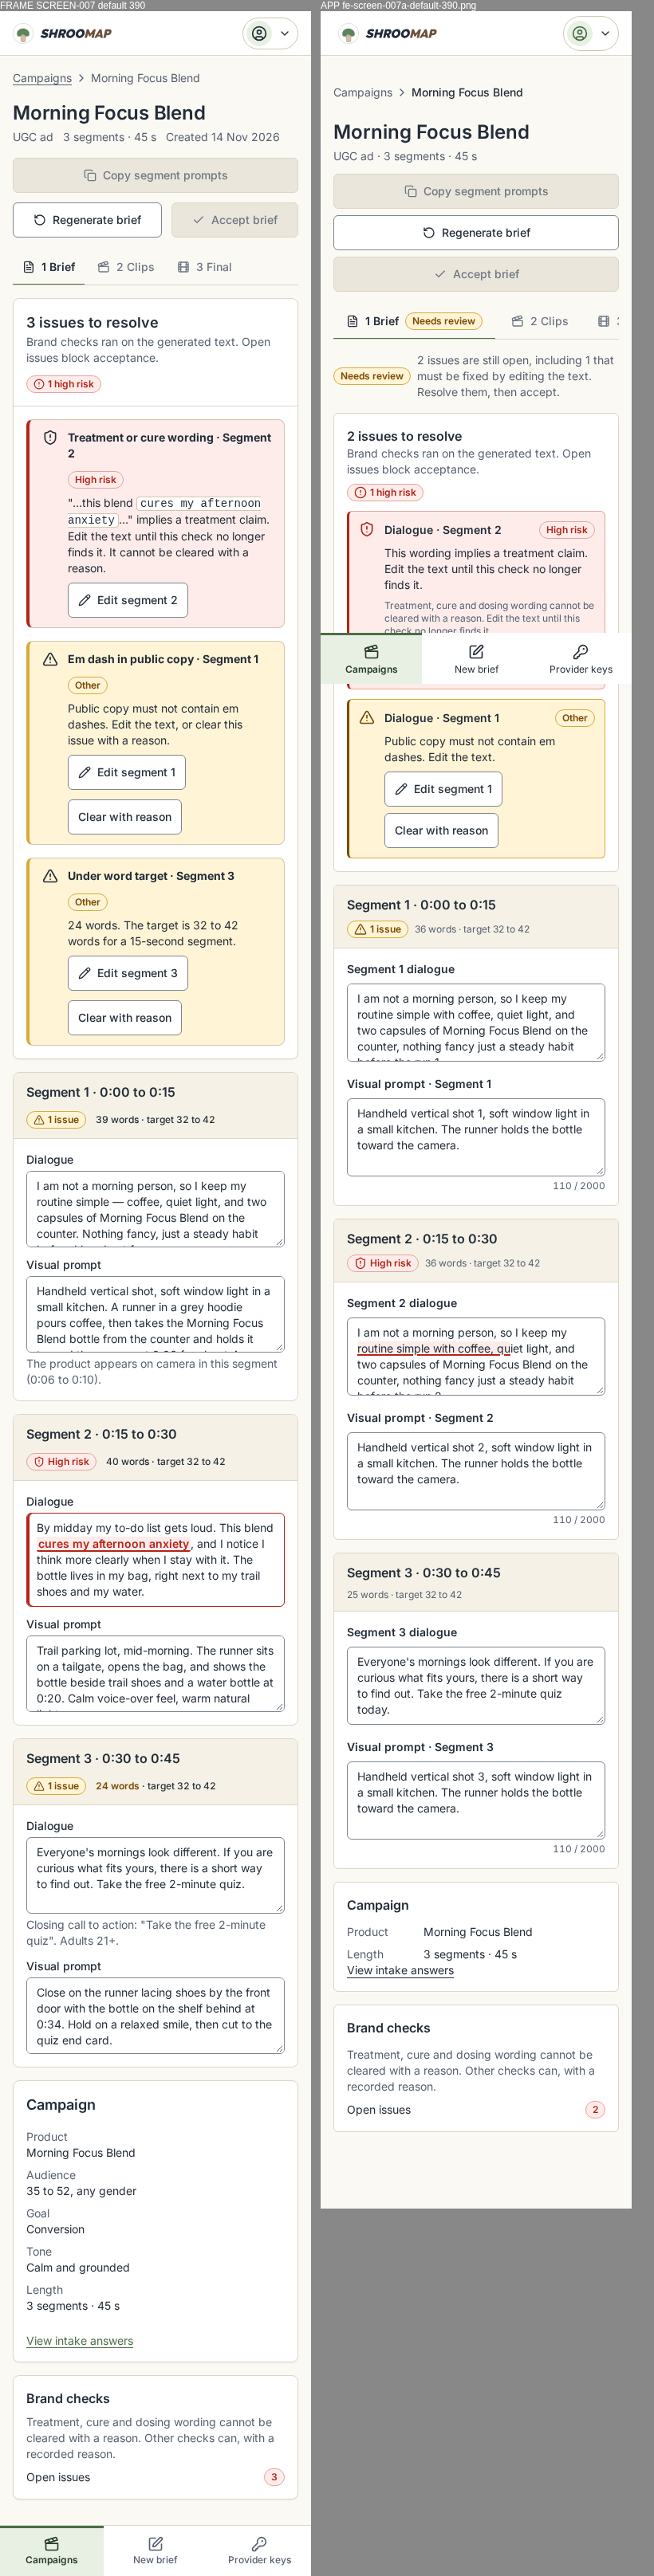 FRAME SCREEN-007 default 390
SHROOMAP
Campaigns > Morning Focus Blend
Morning Focus Blend
UGC ad 3 segments · 45 s Created 14 Nov 2026
Copy segment prompts
Regenerate brief
Accept brief
1 Brief
2 Clips
3 Final
3 issues to resolve
Brand checks ran on the generated text. Open
issues block acceptance.
1 high risk
Treatment or cure wording · Segment
2
High risk
"...this blend cures my afternoon
anxiety..." implies a treatment claim.
Edit the text until this check no longer
finds it. It cannot be cleared with a
reason.
Edit segment 2
Em dash in public copy · Segment 1
Other
Public copy must not contain em
dashes. Edit the text, or clear this
issue with a reason.
Edit segment 1
Clear with reason
Under word target · Segment 3
Other
24 words. The target is 32 to 42
words for a 15-second segment.
Edit segment 3
Clear with reason
Segment 1 · 0:00 to 0:15
1 issue
39 words · target 32 to 42
Dialogue
I am not a morning person, so I keep my
routine simple — coffee, quiet light, and two
capsules of Morning Focus Blend on the
counter. Nothing fancy, just a steady habit
Visual prompt
Handheld vertical shot, soft window light in a
small kitchen. A runner in a grey hoodie
pours coffee, then takes the Morning Focus
Blend bottle from the counter and holds it
The product appears on camera in this segment
(0:06 to 0:10).
Segment 2 · 0:15 to 0:30
High risk
40 words · target 32 to 42
Dialogue
By midday my to-do list gets loud. This blend
cures my afternoon anxiety, and I notice I
think more clearly when I stay with it. The
bottle lives in my bag, right next to my trail
shoes and my water.
Visual prompt
Trail parking lot, mid-morning. The runner sits
on a tailgate, opens the bag, and shows the
bottle beside trail shoes and a water bottle at
0:20. Calm voice-over feel, warm natural
Segment 3 · 0:30 to 0:45
1 issue
24 words · target 32 to 42
Dialogue
Everyone's mornings look different. If you are
curious what fits yours, there is a short way
to find out. Take the free 2-minute quiz.
Closing call to action: "Take the free 2-minute
quiz". Adults 21+.
Visual prompt
Close on the runner lacing shoes by the front
door with the bottle on the shelf behind at
0:34. Hold on a relaxed smile, then cut to the
quiz end card.
Campaign
Product
Morning Focus Blend
Audience
35 to 52, any gender
Goal
Conversion
Tone
Calm and grounded
Length
3 segments · 45 s
View intake answers
Brand checks
Treatment, cure and dosing wording cannot be
cleared with a reason. Other checks can, with a
recorded reason.
Open issues 3
Campaigns
New brief
Provider keys
APP fe-screen-007a-default-390.png
SHROOMAP
Campaigns > Morning Focus Blend
Morning Focus Blend
UGC ad · 3 segments · 45 s
Copy segment prompts
Regenerate brief
Accept brief
1 Brief Needs review
2 Clips
Needs review
2 issues are still open, including 1 that
must be fixed by editing the text.
Resolve them, then accept.
2 issues to resolve
Brand checks ran on the generated text. Open
issues block acceptance.
1 high risk
Dialogue · Segment 2
High risk
This wording implies a treatment claim.
Edit the text until this check no longer
finds it.
Treatment, cure and dosing wording cannot be
cleared with a reason. Edit the text until this
check no longer finds it.
Campaigns
New brief
Provider keys
Dialogue · Segment 1
Other
Public copy must not contain em
dashes. Edit the text.
Edit segment 1
Clear with reason
Segment 1 · 0:00 to 0:15
1 issue
36 words · target 32 to 42
Segment 1 dialogue
I am not a morning person, so I keep my
routine simple with coffee, quiet light, and
two capsules of Morning Focus Blend on the
counter, nothing fancy just a steady habit
Visual prompt · Segment 1
Handheld vertical shot 1, soft window light in
a small kitchen. The runner holds the bottle
toward the camera.
110 / 2000
Segment 2 · 0:15 to 0:30
High risk
36 words · target 32 to 42
Segment 2 dialogue
I am not a morning person, so I keep my
routine simple with coffee, quiet light, and
two capsules of Morning Focus Blend on the
counter, nothing fancy just a steady habit
Visual prompt · Segment 2
Handheld vertical shot 2, soft window light in
a small kitchen. The runner holds the bottle
toward the camera.
110 / 2000
Segment 3 · 0:30 to 0:45
25 words · target 32 to 42
Segment 3 dialogue
Everyone's mornings look different. If you are
curious what fits yours, there is a short way
to find out. Take the free 2-minute quiz
today.
Visual prompt · Segment 3
Handheld vertical shot 3, soft window light in
a small kitchen. The runner holds the bottle
toward the camera.
110 / 2000
Campaign
Product Morning Focus Blend
Length 3 segments · 45 s
View intake answers
Brand checks
Treatment, cure and dosing wording cannot be
cleared with a reason. Other checks can, with a
recorded reason.
Open issues 2